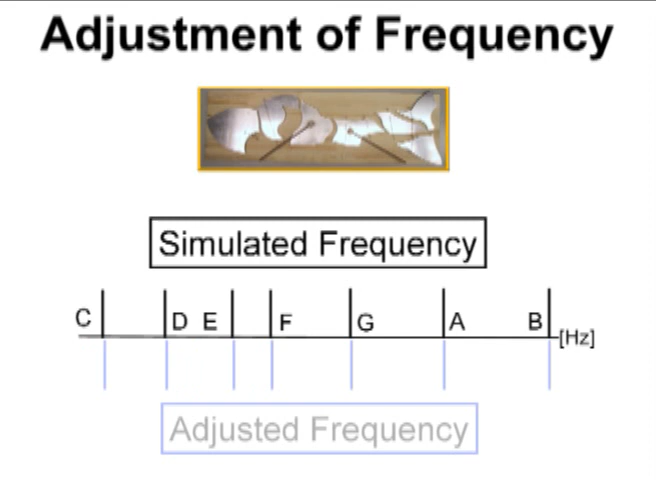 Adjustment of Frequency
Simulated Frequency
C D E F G A B [Hz]
Adjusted Frequency